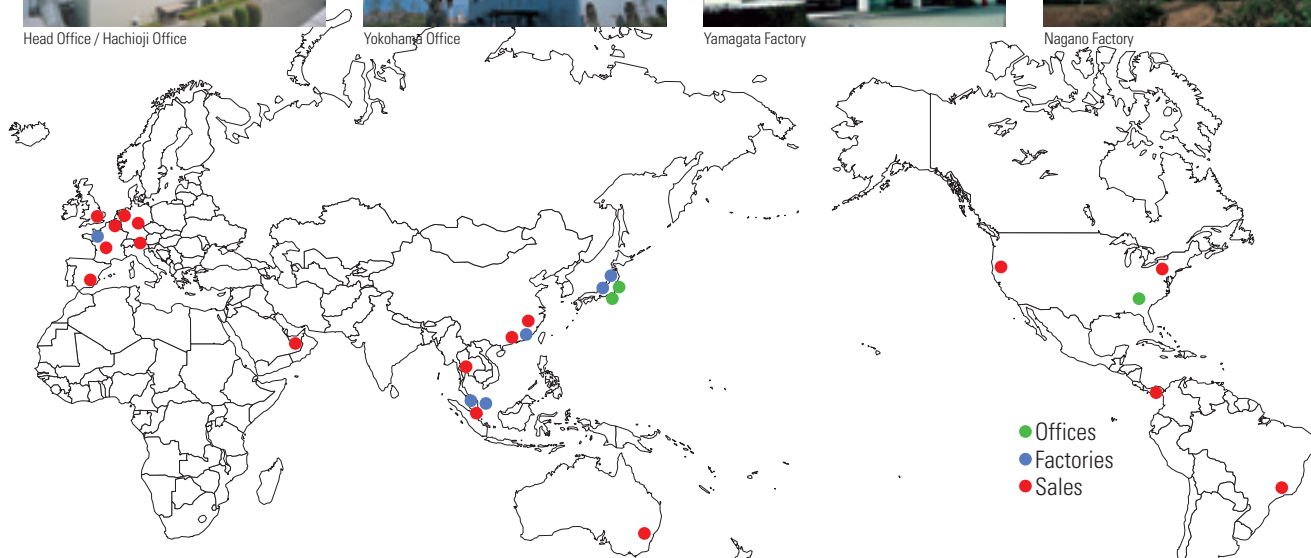 Head Office / Hachioji Office
Yokohama Office
Yamagata Factory
Nagano Factory
Offices
Factories
Sales